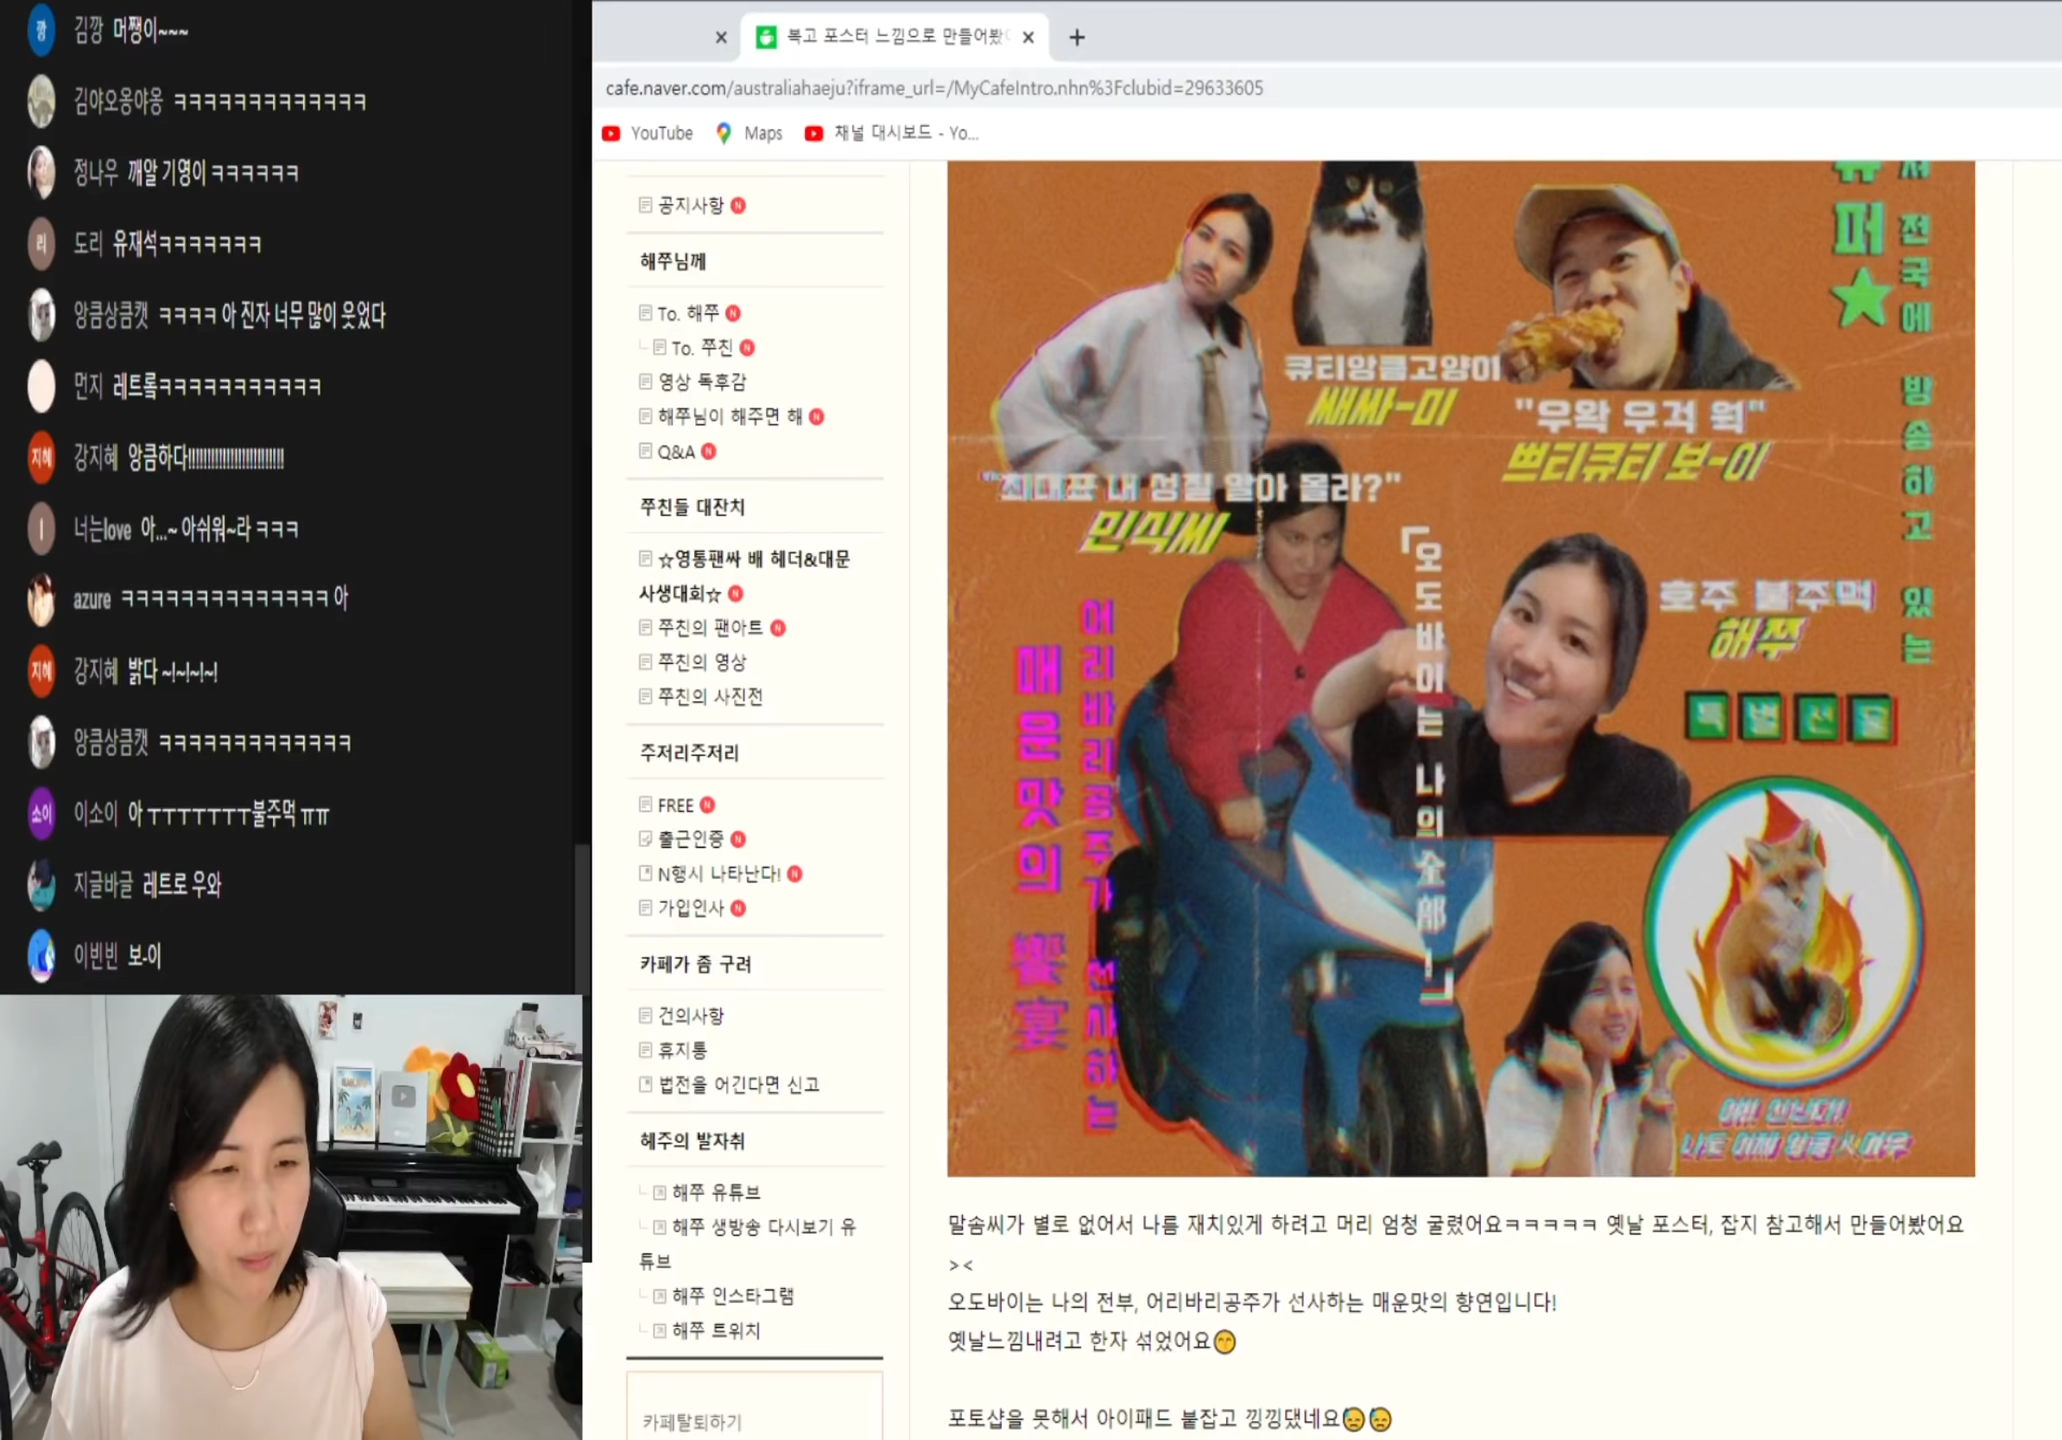 깡 김깡 머쨍이~~~
김야오옹야옹 ㅋㅋㅋㅋㅋㅋㅋㅋㅋㅋㅋㅋㅋ
정나우 깨알 기영이 ㅋㅋㅋㅋㅋㅋ
리 도리 유재석ㅋㅋㅋㅋㅋㅋㅋ
앙큼상큼캣 ㅋㅋㅋㅋ 아 진자 너무 많이 웃었다
먼지 레트롴ㅋㅋㅋㅋㅋㅋㅋㅋㅋㅋㅋ
지혜 강지혜 앙큼하다!!!!!!!!!!!!!!!!!!!!!!!!
l 너는love 아...~ 아쉬워~라 ㅋㅋㅋ
azure ㅋㅋㅋㅋㅋㅋㅋㅋㅋㅋㅋㅋㅋㅋ 아
지혜 강지혜 밝다 ~!~!~!~!
앙큼상큼캣 ㅋㅋㅋㅋㅋㅋㅋㅋㅋㅋㅋㅋㅋ
소이 이소이 아 ㅜㅜㅜㅜㅜㅜㅜ불주먹 ㅠㅠ
지글바글 레트로 우와
이빈빈 보-이
복고 포스터 느낌으로 만들어봤
cafe.naver.com/australiahaeju?iframe_url=/MyCafeIntro.nhn%3Fclubid=29633605
YouTube Maps 채널 대시보드 - Yo...
공지사항 N
해쭈님께
To. 해쭈 N
To. 쭈친 N
영상 독후감
해쭈님이 해주면 해 N
Q&A N
쭈친들 대잔치
☆영통팬싸 배 헤더&대문
사생대회☆ N
쭈친의 팬아트 N
쭈친의 영상
쭈친의 사진전
주저리주저리
FREE N
출근인증 N
N행시 나타난다! N
가입인사 N
카페가 좀 구려
건의사항
휴지통
법전을 어긴다면 신고
헤주의 발자취
해쭈 유튜브
해쭈 생방송 다시보기 유
튜브
해쭈 인스타그램
해쭈 트위치
카페탈퇴하기
퍼★
전국에 방송하고 있는
큐티앙큼고양이
쌔싸-미
"우왁 우걱 웍"
쁘티큐티 보-이
"최대표 내 성질 알아 몰라?"
민식씨
「오도바이는 나의 全部」
호주 불주먹
해쭈
특별선물
어리바리공주가 선사하는
매운맛의 饗宴
말솜씨가 별로 없어서 나름 재치있게 하려고 머리 엄청 굴렸어요ㅋㅋㅋㅋㅋ 옛날 포스터, 잡지 참고해서 만들어봤어요
><
오도바이는 나의 전부, 어리바리공주가 선사하는 매운맛의 향연입니다!
옛날느낌내려고 한자 섞었어요😙
포토샵을 못해서 아이패드 붙잡고 낑낑댔네요😓😓